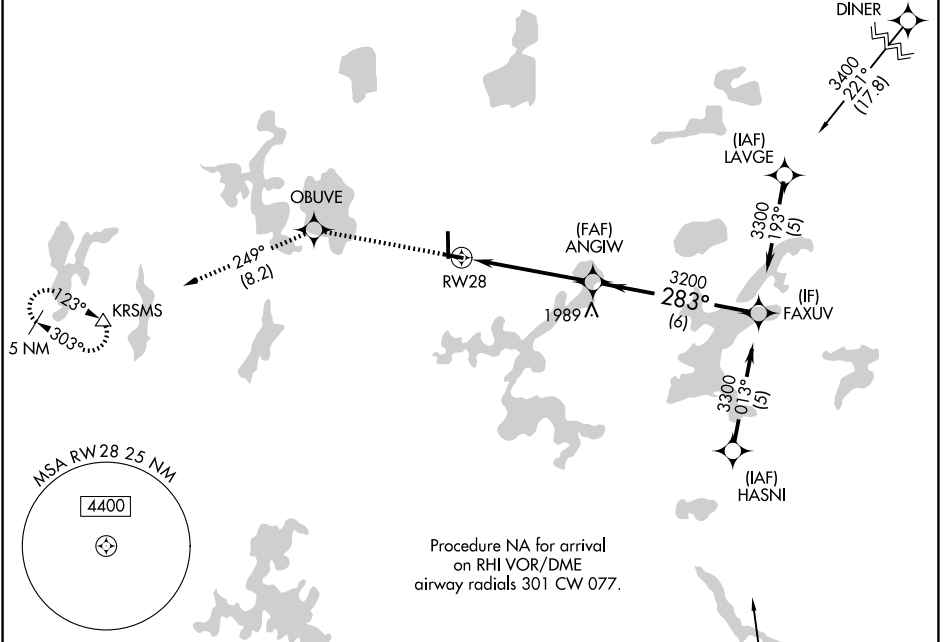 DINER
3400
221°
(17.8)
(IAF)
LAVGE
3300
193°
(5)
OBUVE
(FAF)
ANGIW
249°
(8.2)
RW28
3200
283°
(6)
(IF)
FAXUV
1989
123°
KRSMS
303°
5 NM
3300
013°
(5)
(IAF)
HASNI
MSA RW28 25 NM
4400
Procedure NA for arrival
on RHI VOR/DME
airway radials 301 CW 077.